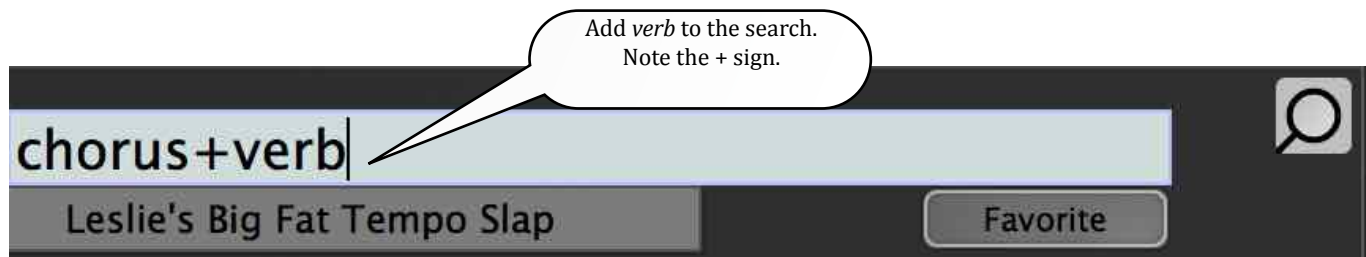 Add verb to the search.
Note the + sign.
chorus+verb
Leslie's Big Fat Tempo Slap
Favorite